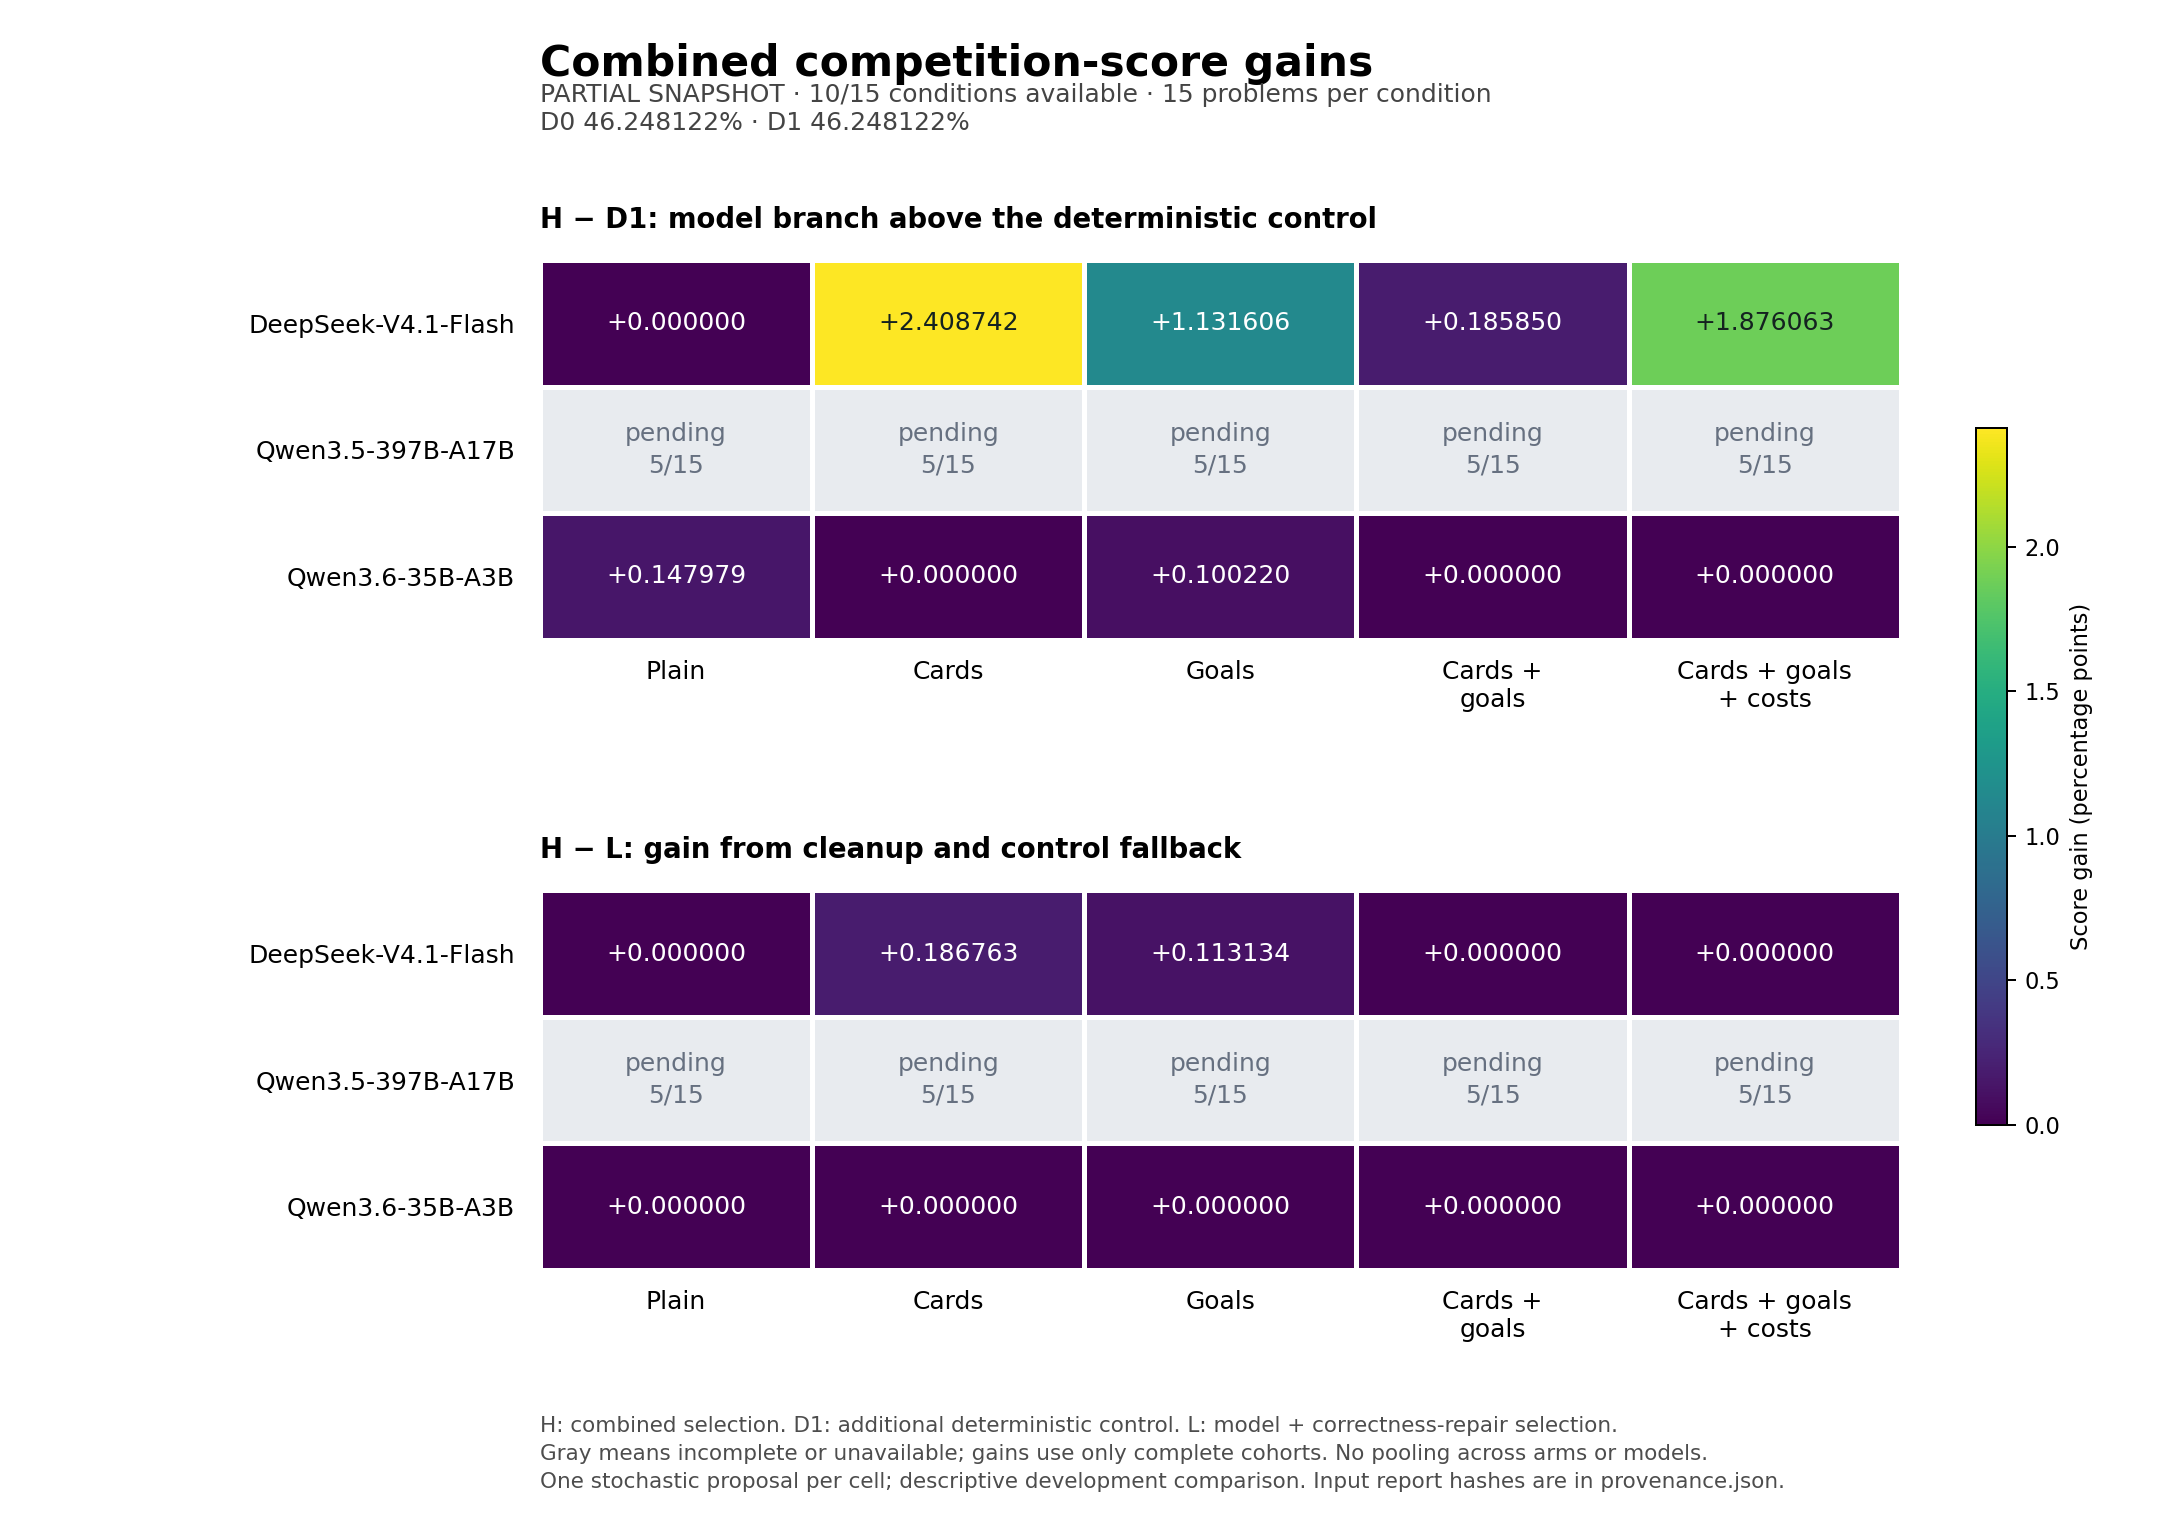 Combined competition-score gains
PARTIAL SNAPSHOT · 10/15 conditions available · 15 problems per condition
D0 46.248122% · D1 46.248122%
H − D1: model branch above the deterministic control
DeepSeek-V4.1-Flash
+0.000000
+2.408742
+1.131606
+0.185850
+1.876063
Qwen3.5-397B-A17B
pending
5/15
pending
5/15
pending
5/15
pending
5/15
pending
5/15
Qwen3.6-35B-A3B
+0.147979
+0.000000
+0.100220
+0.000000
+0.000000
Plain
Cards
Goals
Cards +
goals
Cards + goals
+ costs
H − L: gain from cleanup and control fallback
DeepSeek-V4.1-Flash
+0.000000
+0.186763
+0.113134
+0.000000
+0.000000
Qwen3.5-397B-A17B
pending
5/15
pending
5/15
pending
5/15
pending
5/15
pending
5/15
Qwen3.6-35B-A3B
+0.000000
+0.000000
+0.000000
+0.000000
+0.000000
Plain
Cards
Goals
Cards +
goals
Cards + goals
+ costs
2.0
1.5
1.0
0.5
0.0
Score gain (percentage points)
H: combined selection. D1: additional deterministic control. L: model + correctness-repair selection.
Gray means incomplete or unavailable; gains use only complete cohorts. No pooling across arms or models.
One stochastic proposal per cell; descriptive development comparison. Input report hashes are in provenance.json.